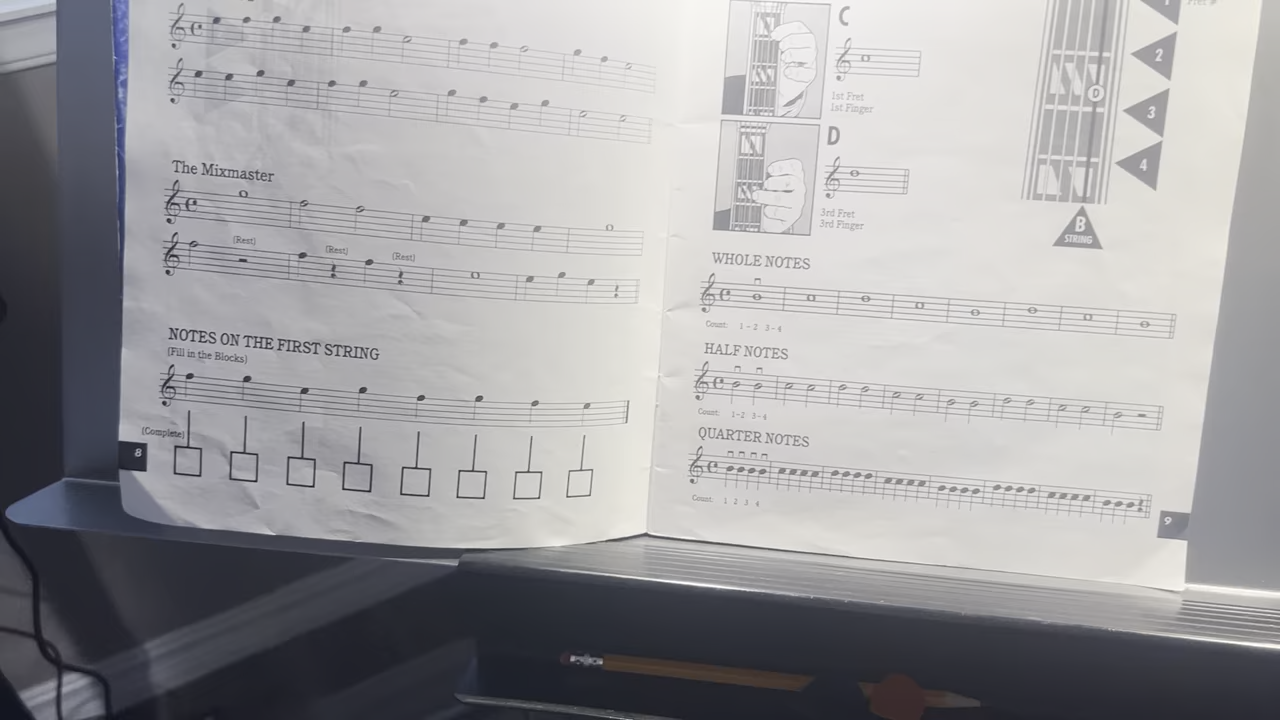 The Mixmaster
(Rest) (Rest) (Rest)
NOTES ON THE FIRST STRING
(Fill in the Blocks)
(Complete)
8
C
1st Fret
1st Finger
D
3rd Fret
3rd Finger
D
1
2
3
4
B
STRING
WHOLE NOTES
Count: 1 - 2 3 - 4
HALF NOTES
Count: 1-2 3-4
QUARTER NOTES
Count: 1 2 3 4
9